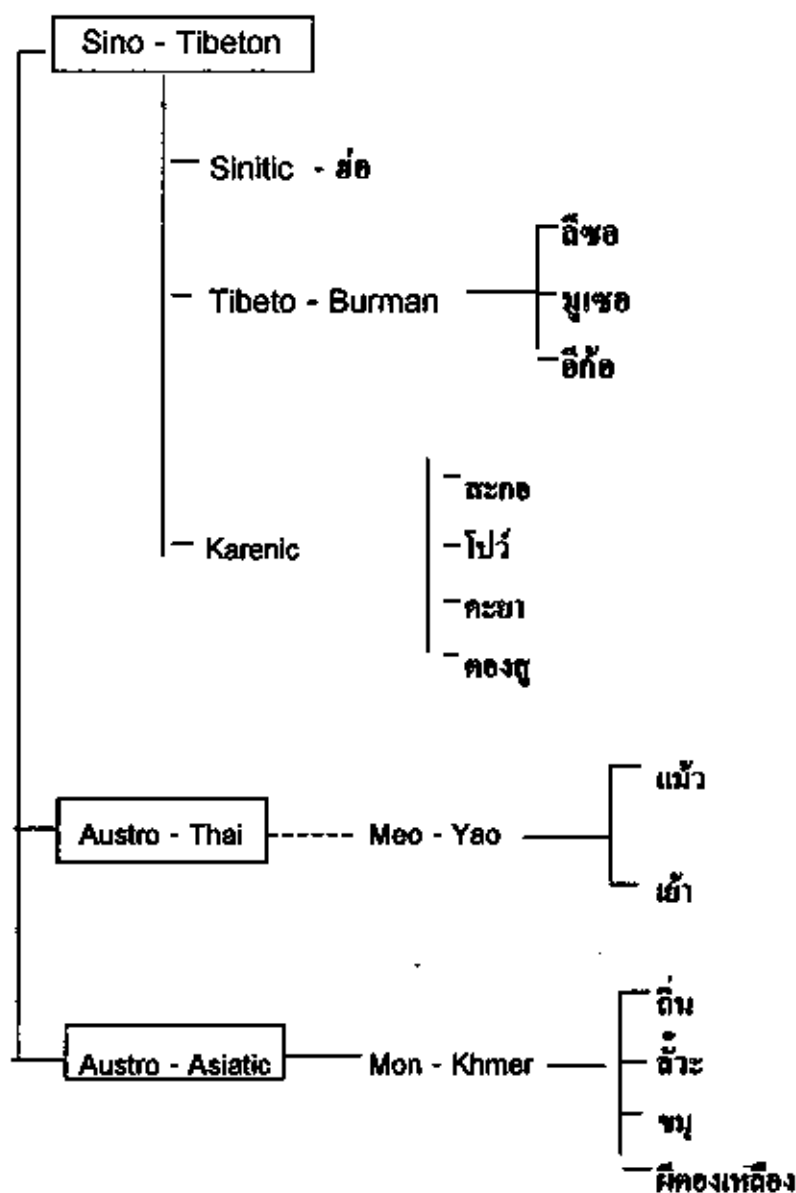 Sino - Tibeton
Sinitic - ฮ่อ
Tibeto - Burman
ลีซอ
มูเซอ
อีก้อ
Karenic
สะกอ
โปว์
คะยา
ตองสู
Austro - Thai
Meo - Yao
แม้ว
เย้า
Austro - Asiatic
Mon - Khmer
ถิ่น
ลั๊วะ
ขมุ
ผีตองเหลือง